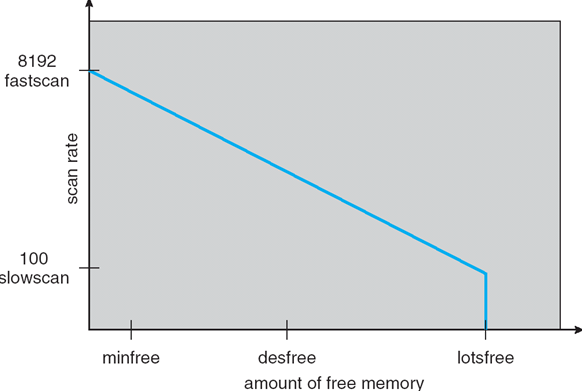 8192
fastscan
scan rate
100
slowscan
minfree desfree lotsfree
amount of free memory